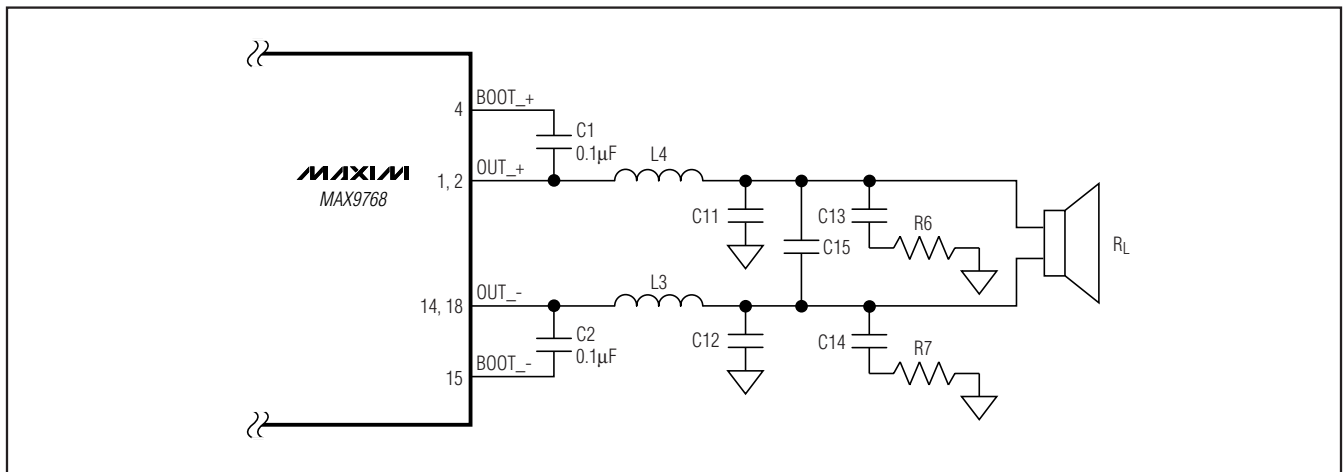 BOOT_+
4
C1
0.1µF
L4
OUT_+
1, 2
MAXIM
MAX9768
C11
C13
R6
C15
RL
L3
OUT_-
14, 18
C2
0.1µF
C12
C14
R7
BOOT_-
15